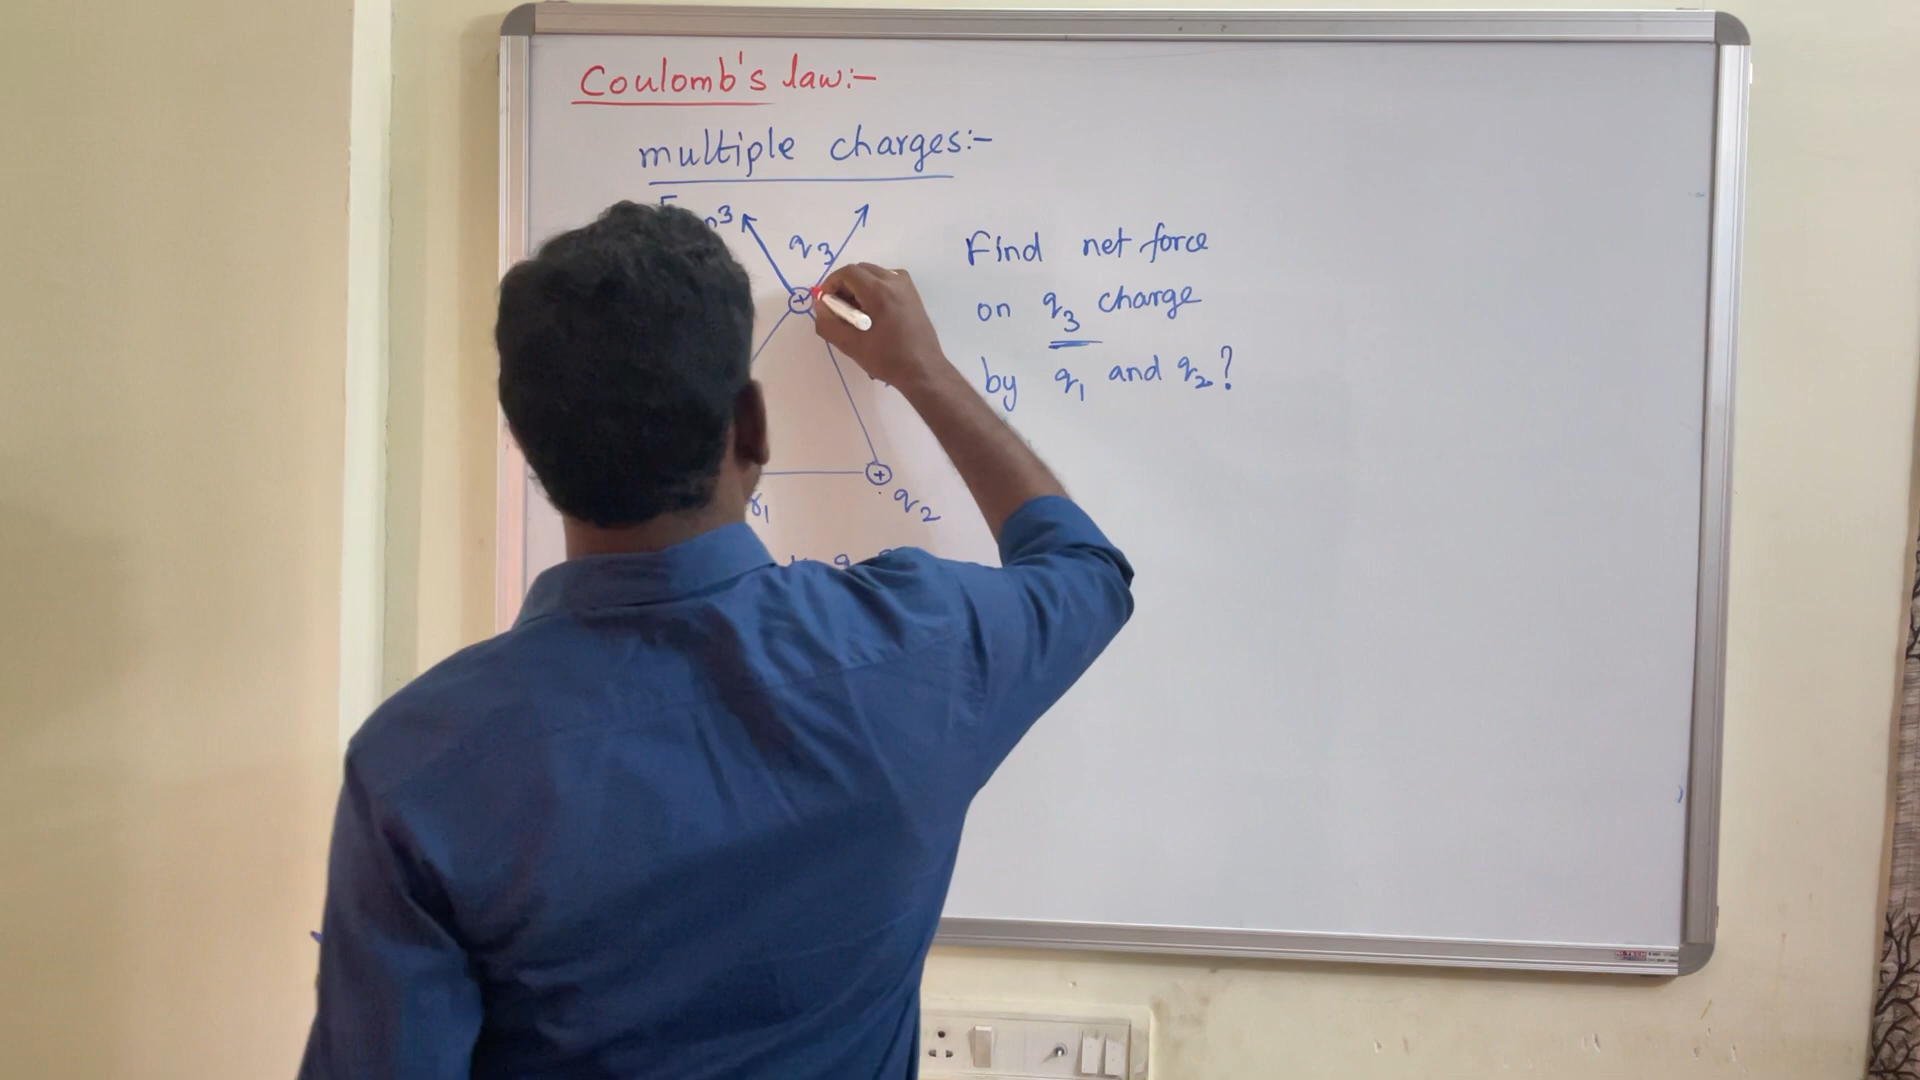 Coulomb's law:-
multiple charges:-
q3
Find net force
on q3 charge
by q1 and q2?
q2